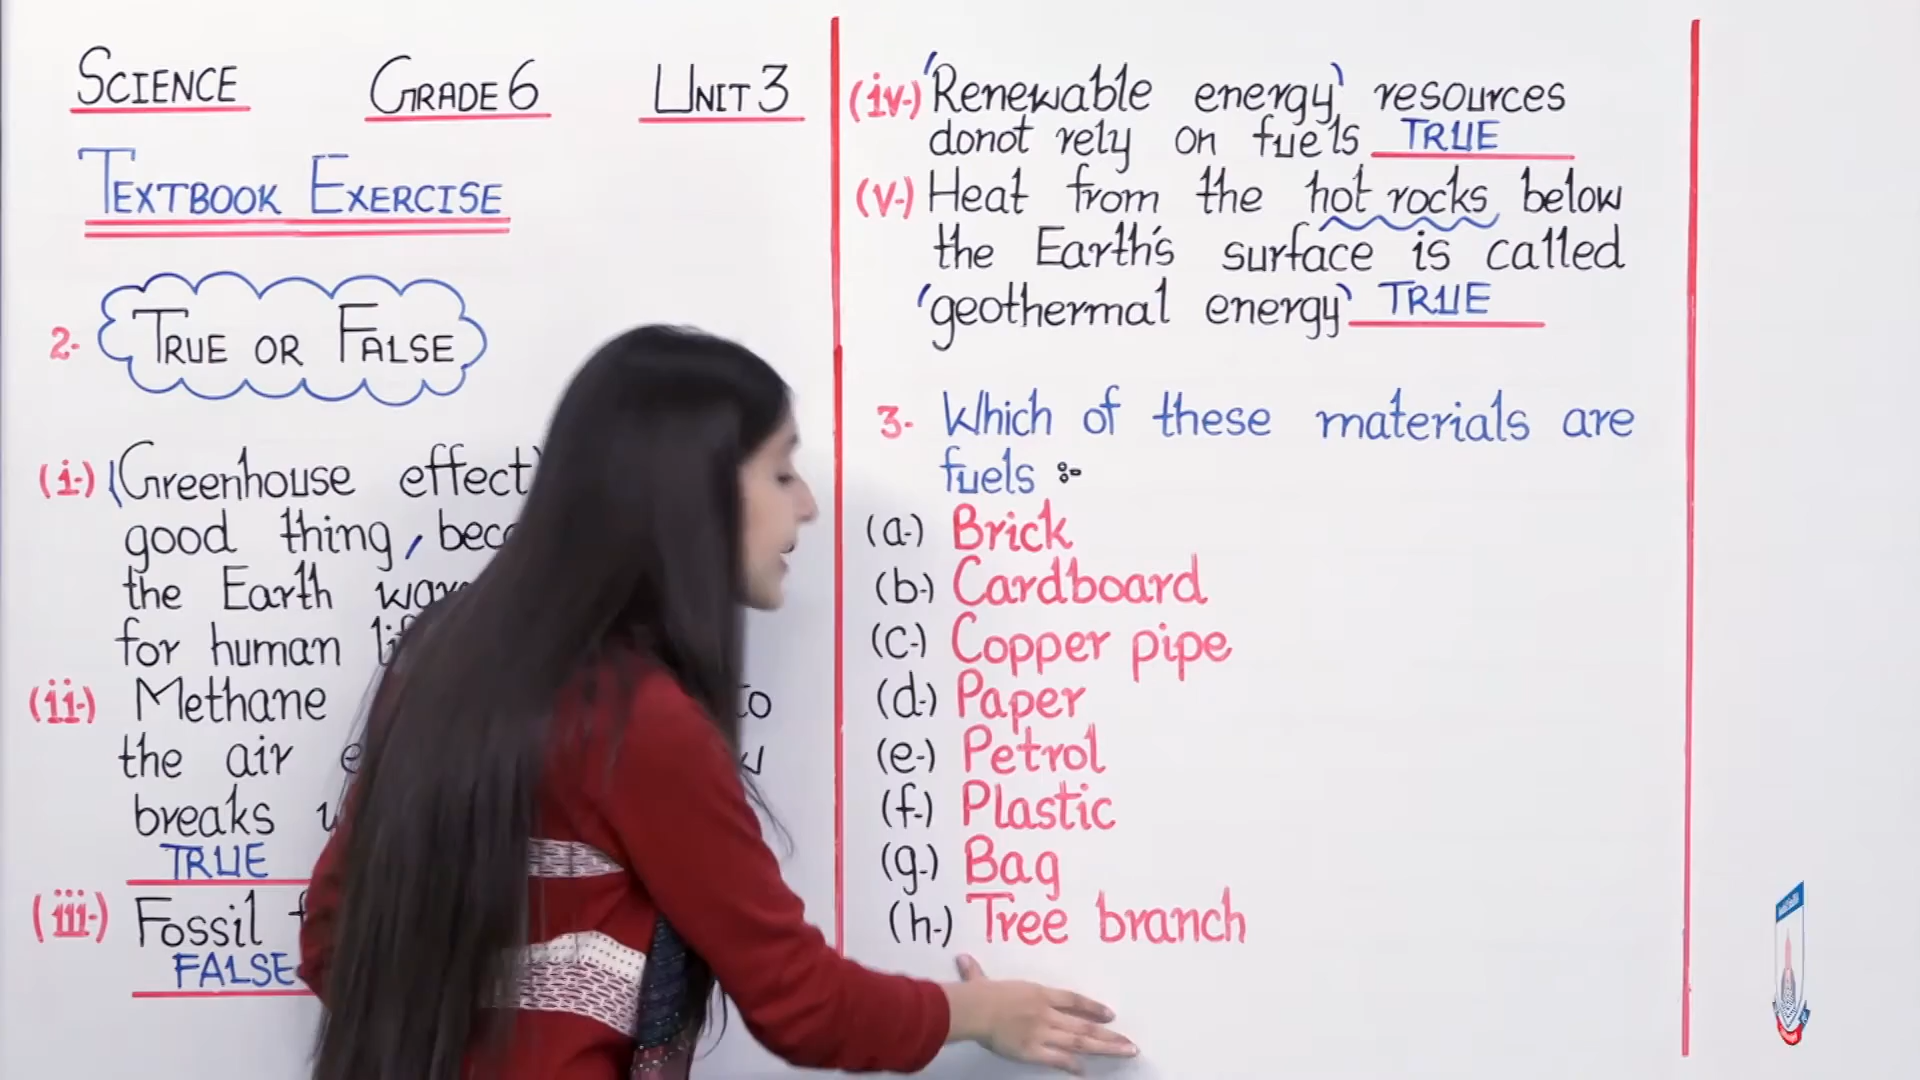 SCIENCE GRADE 6 UNIT 3
TEXTBOOK EXERCISE
2- TRUE OR FALSE
(i-) 'Greenhouse effect
good thing,
the Earth
for human
(ii-) Methane to
the air
breaks
TRUE
(iii-) Fossil
FALSE
(iv-) 'Renewable energy' resources
donot rely on fuels TRUE
(v-) Heat from the hot rocks below
the Earth's surface is called
'geothermal energy' TRUE
3- Which of these materials are
fuels :-
(a-) Brick
(b-) Cardboard
(c-) Copper pipe
(d-) Paper
(e-) Petrol
(f-) Plastic
(g-) Bag
(h-) Tree branch